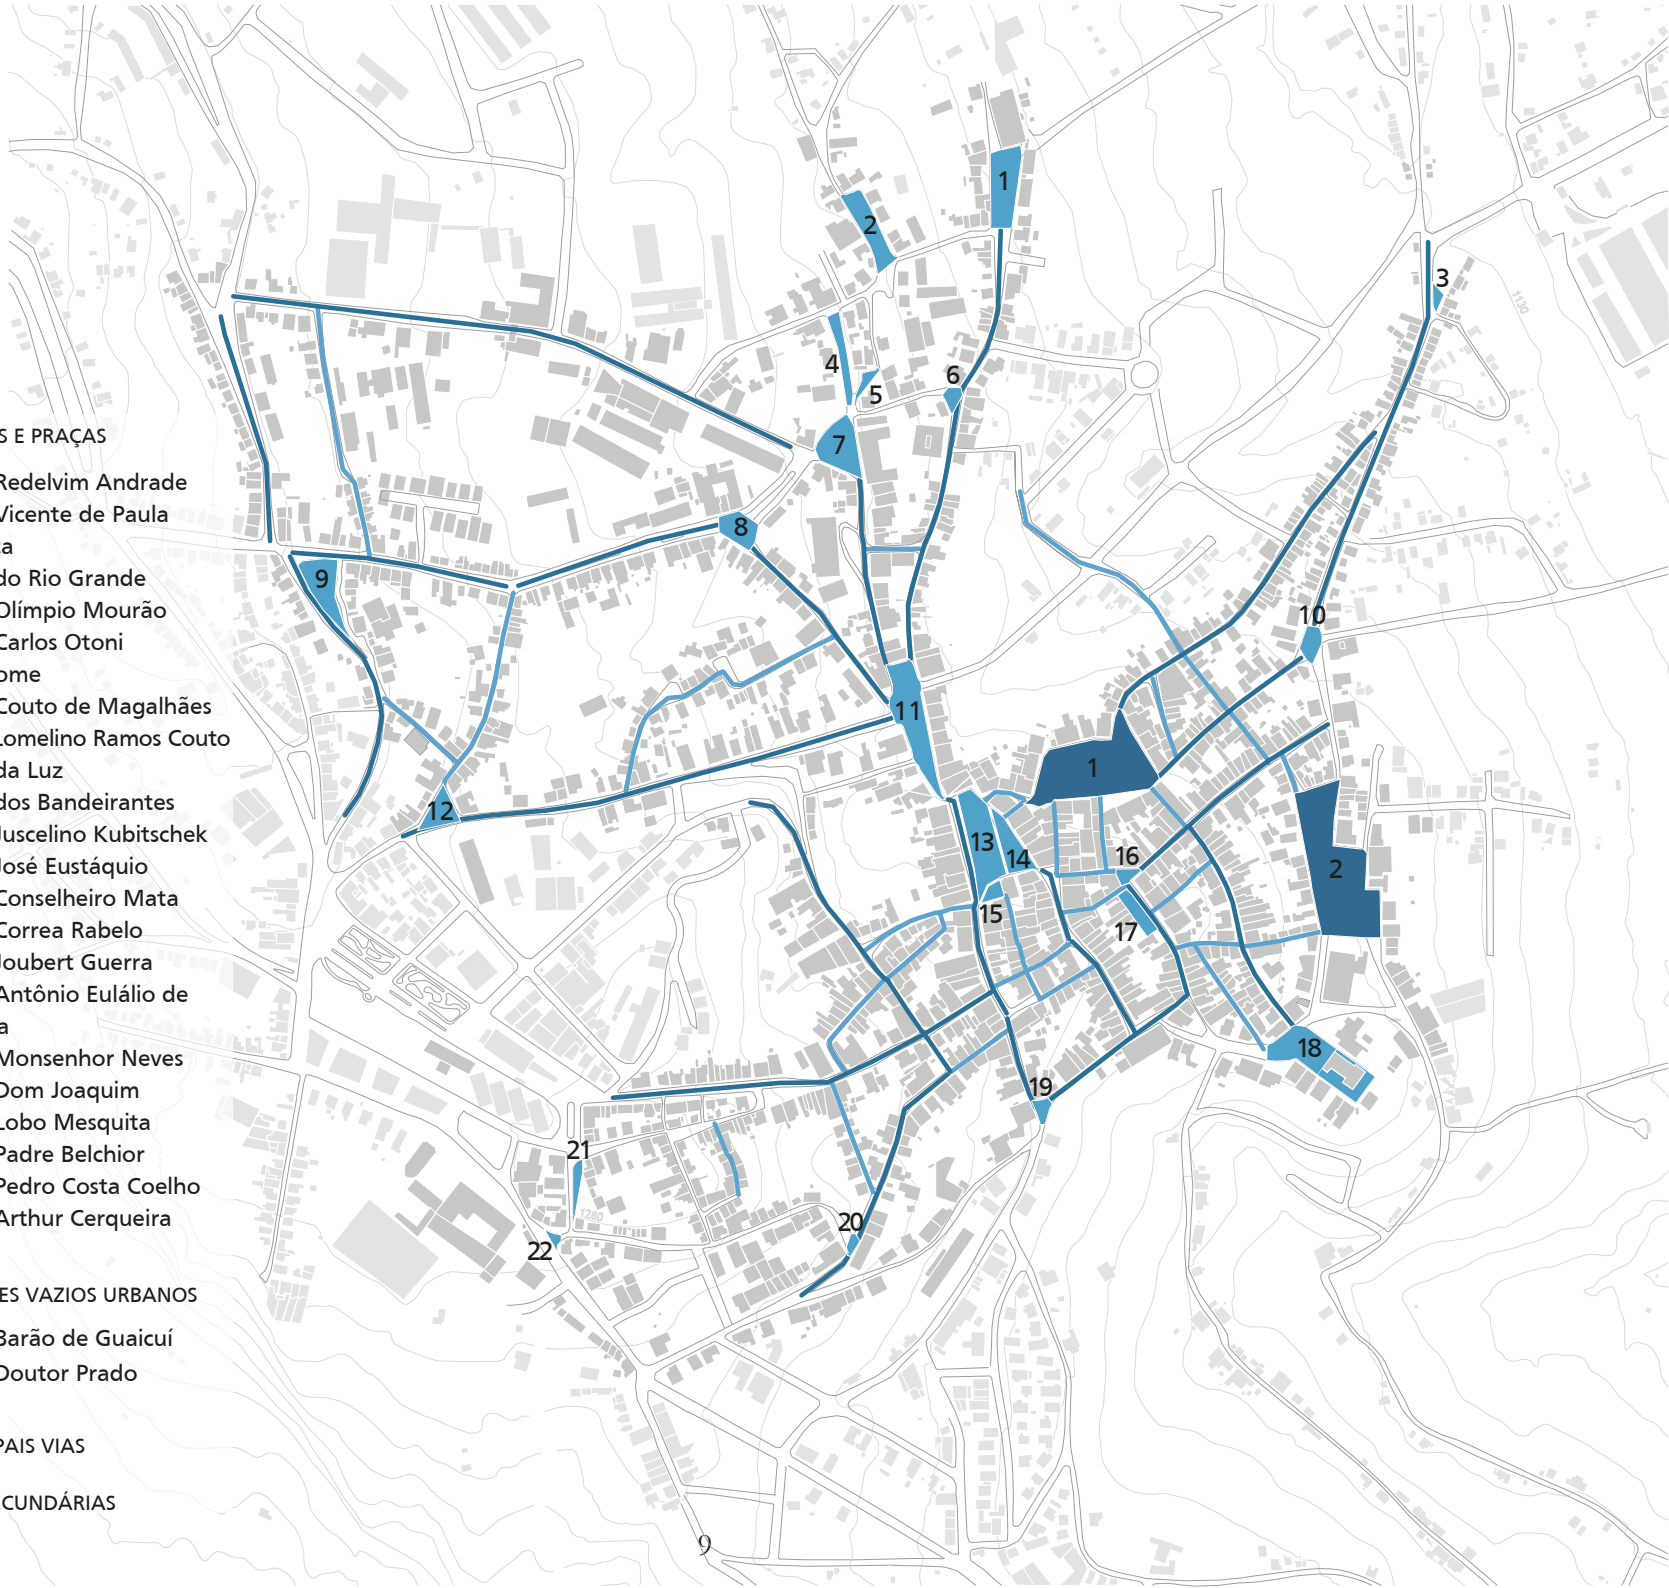 S E PRAÇAS
Redelvim Andrade
Vicente de Paula
ta
do Rio Grande
Olímpio Mourão
Carlos Otoni
ome
Couto de Magalhães
Lomelino Ramos Couto
da Luz
dos Bandeirantes
Juscelino Kubitschek
José Eustáquio
Conselheiro Mata
Correa Rabelo
Joubert Guerra
Antônio Eulálio de
a
Monsenhor Neves
Dom Joaquim
Lobo Mesquita
Padre Belchior
Pedro Costa Coelho
Arthur Cerqueira
ES VAZIOS URBANOS
Barão de Guaicuí
Doutor Prado
PAIS VIAS
CUNDÁRIAS
1
2
3
1130
4
5
6
7
8
9
10
11
1
12
13
14
16
2
15
17
18
19
21
1280
20
22
9